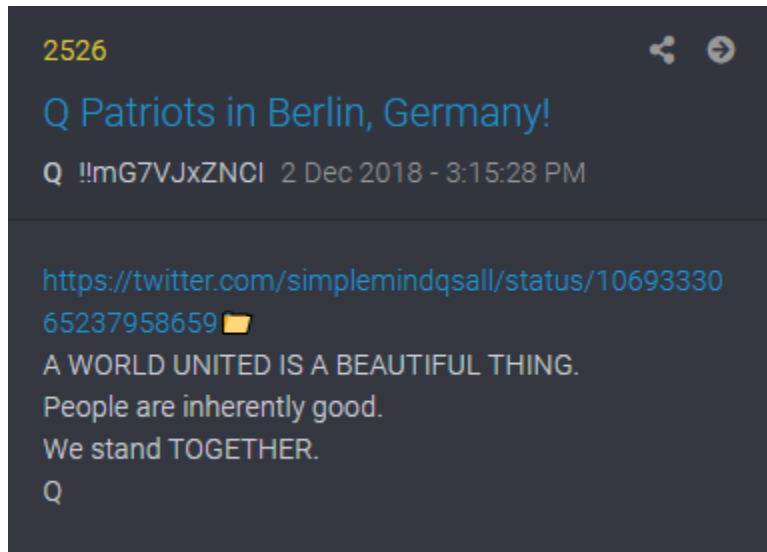 2526
Q Patriots in Berlin, Germany!
Q !!mG7VJxZNCI 2 Dec 2018 - 3:15:28 PM
https://twitter.com/simplemindqsall/status/10693330
65237958659
A WORLD UNITED IS A BEAUTIFUL THING.
People are inherently good.
We stand TOGETHER.
Q